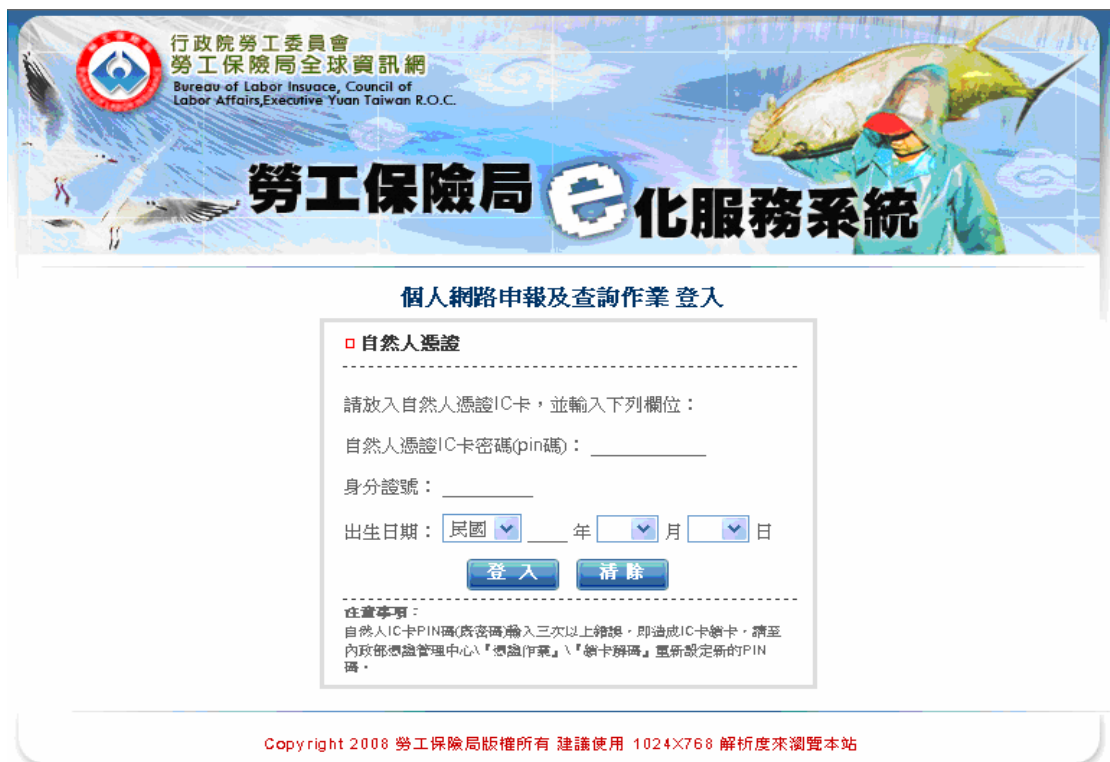 行政院勞工委員會
勞工保險局全球資訊網
Bureau of Labor Insuace, Council of
Labor Affairs,Executive Yuan Taiwan R.O.C.
勞工保險局 e化服務系統
個人網路申報及查詢作業 登入
自然人憑證
請放入自然人憑證IC卡，並輸入下列欄位：
自然人憑證IC卡密碼(pin碼)：
身分證號：
出生日期： 民國 年 月 日
登 入 清 除
注意事項：
自然人IC卡PIN碼(既密碼)輸入三次以上錯誤，即造成IC卡鎖卡，請至
內政部憑證管理中心\『憑證作業』\『鎖卡解碼』重新設定新的PIN
碼。
Copyright 2008 勞工保險局版權所有 建議使用 1024X768 解析度來瀏覽本站